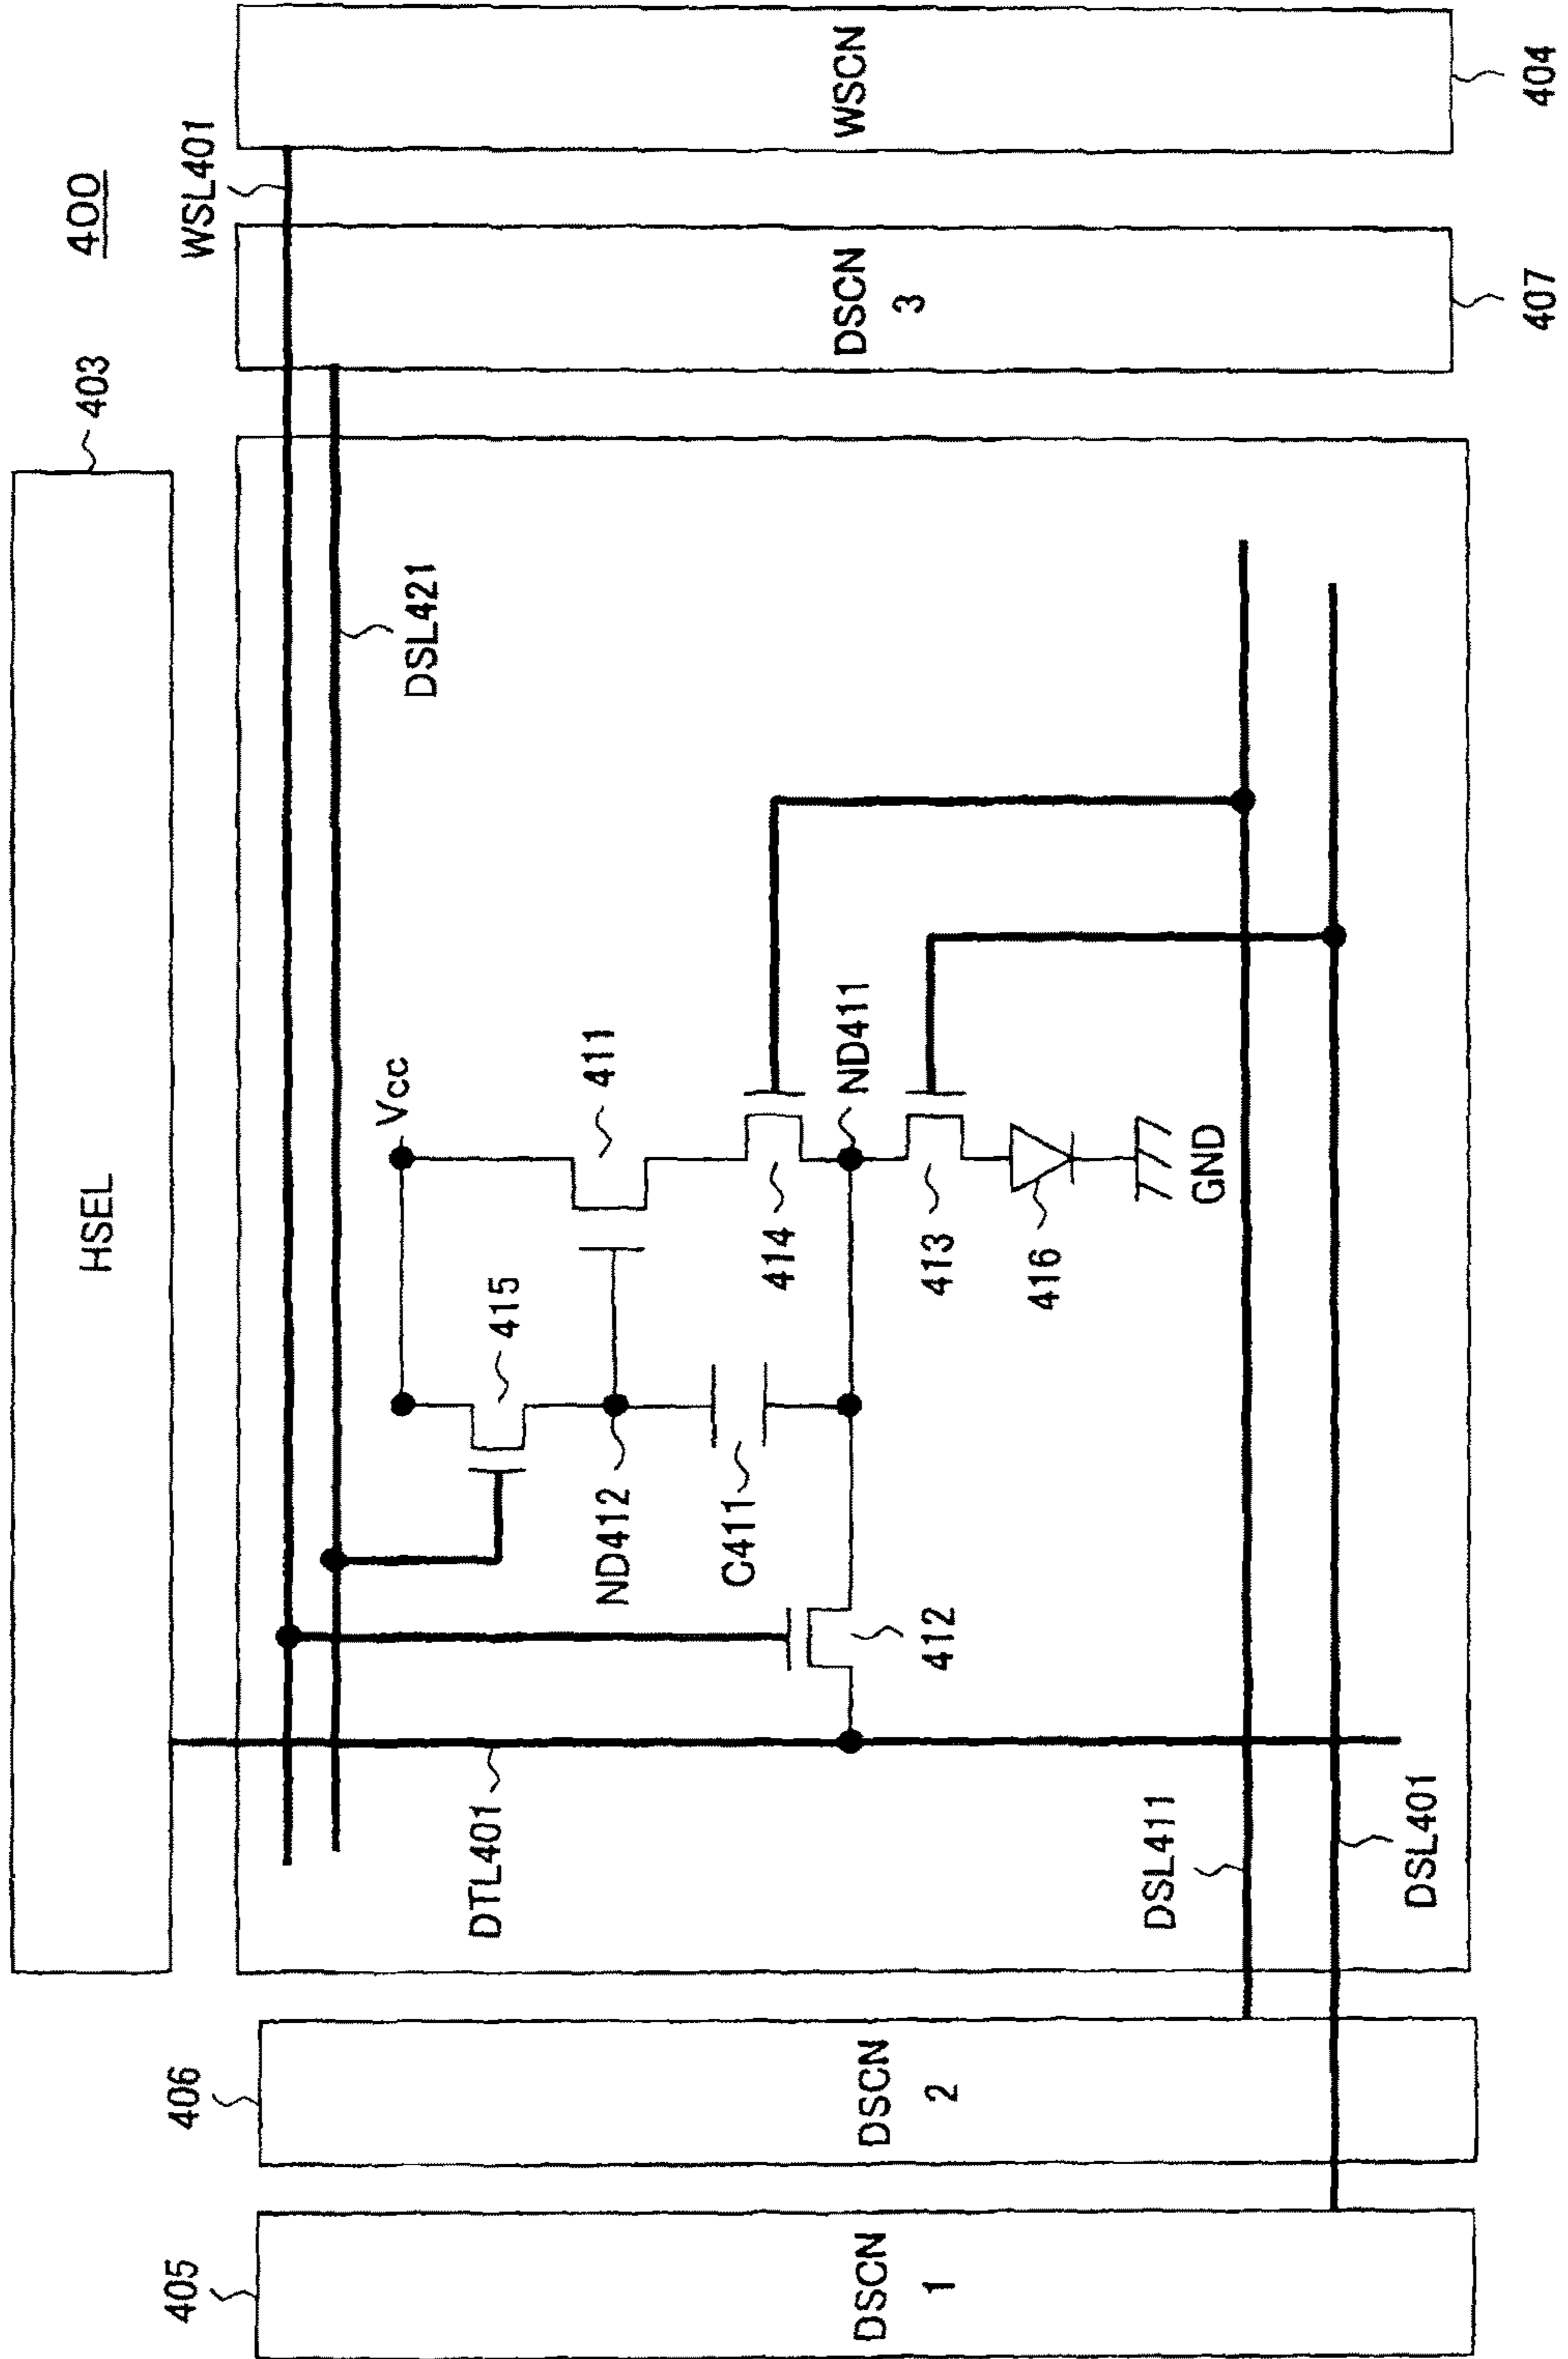 400
HSEL
403
405
406
WSL401
DSCN
1
DSCN
2
DSCN
3
407
WSCN
404
DTL401
DSL421
Vcc
415
411
ND412
C411
414
ND411
412
413
416
GND
DSL411
DSL401